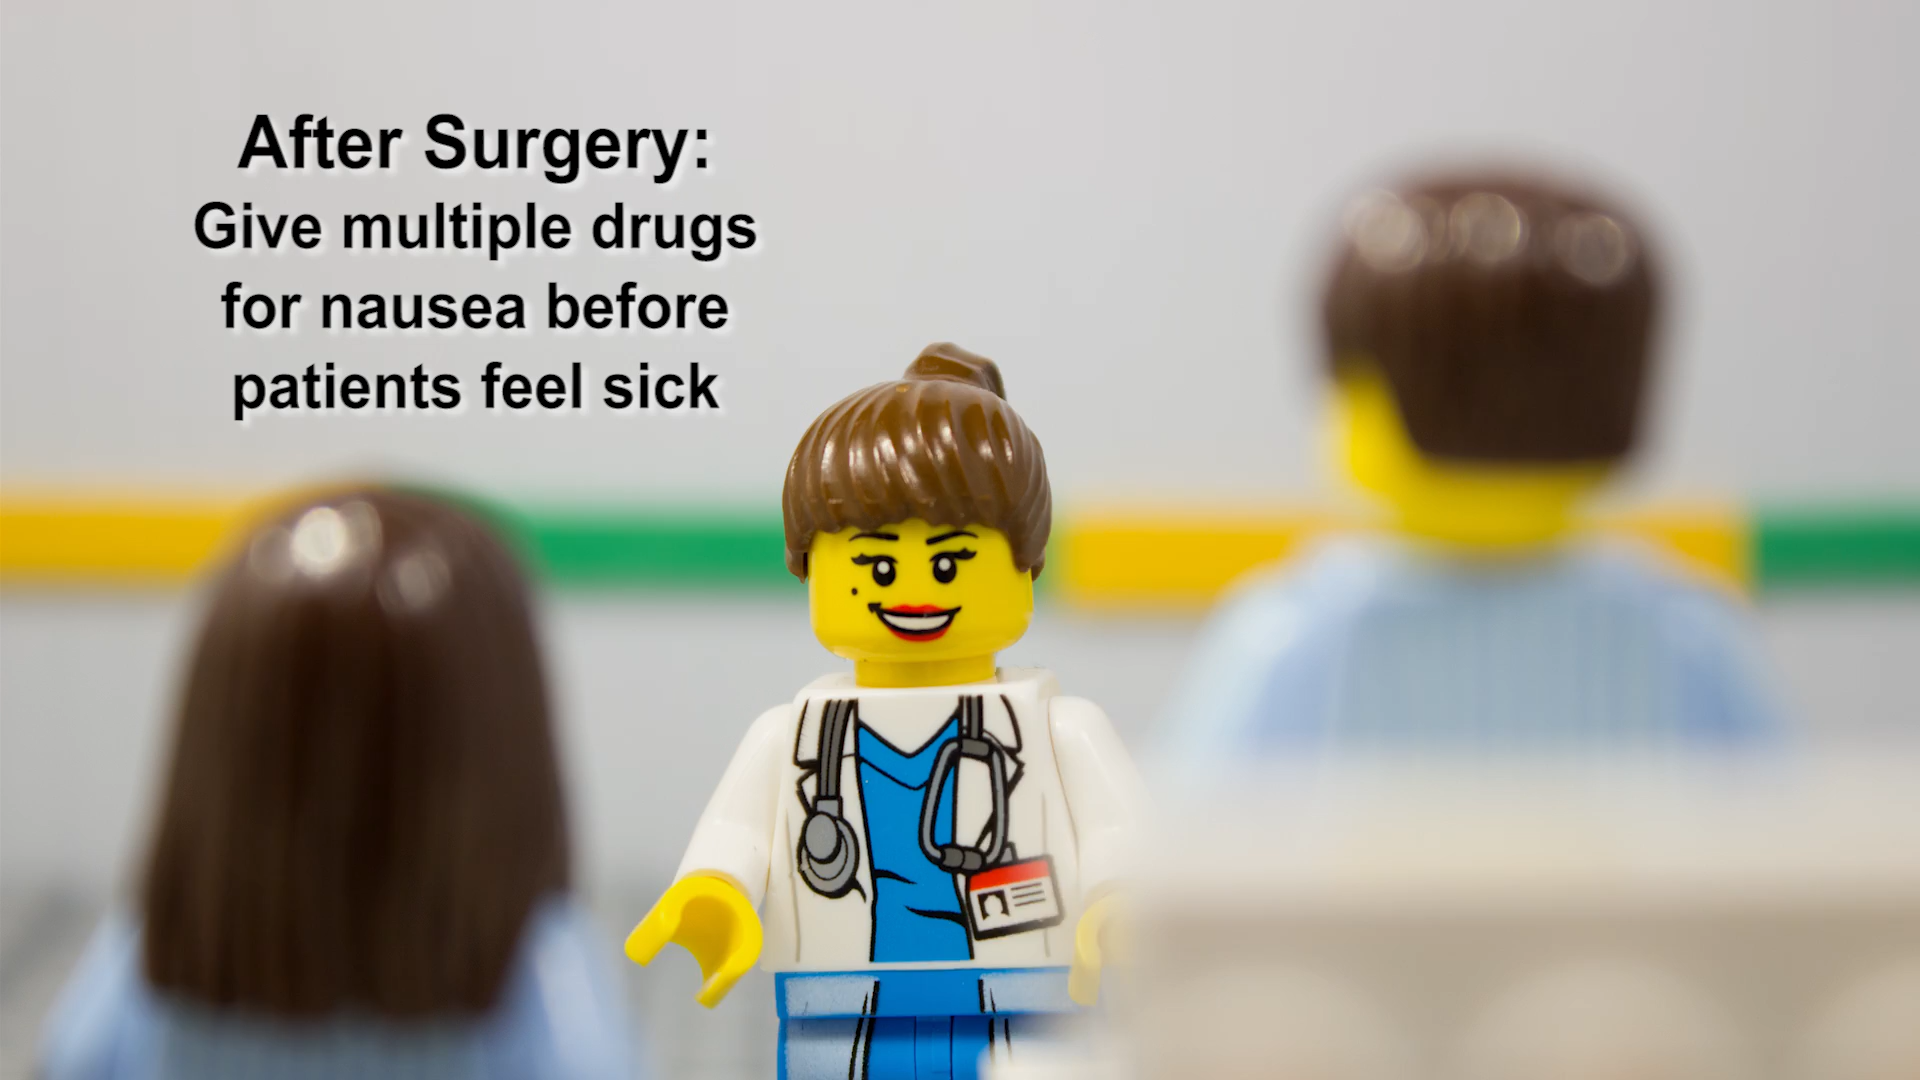 After Surgery:
Give multiple drugs
for nausea before
patients feel sick